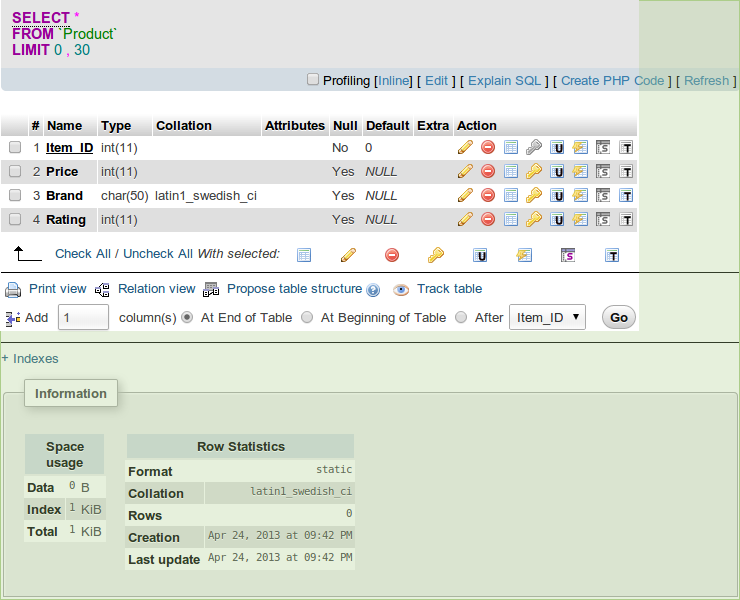 SELECT *
FROM `Product`
LIMIT 0 , 30
Profiling [Inline] [ Edit ] [ Explain SQL ] [ Create PHP Code ] [ Refresh ]
# Name Type Collation Attributes Null Default Extra Action
1 Item_ID int(11) No 0
2 Price int(11) Yes NULL
3 Brand char(50) latin1_swedish_ci Yes NULL
4 Rating int(11) Yes NULL
Check All / Uncheck All With selected:
Print view Relation view Propose table structure Track table
Add 1 column(s) At End of Table At Beginning of Table After Item_ID Go
+ Indexes
Information
Space usage Row Statistics
Data 0 B
Index 1 KiB
Total 1 KiB
Format static
Collation latin1_swedish_ci
Rows 0
Creation Apr 24, 2013 at 09:42 PM
Last update Apr 24, 2013 at 09:42 PM